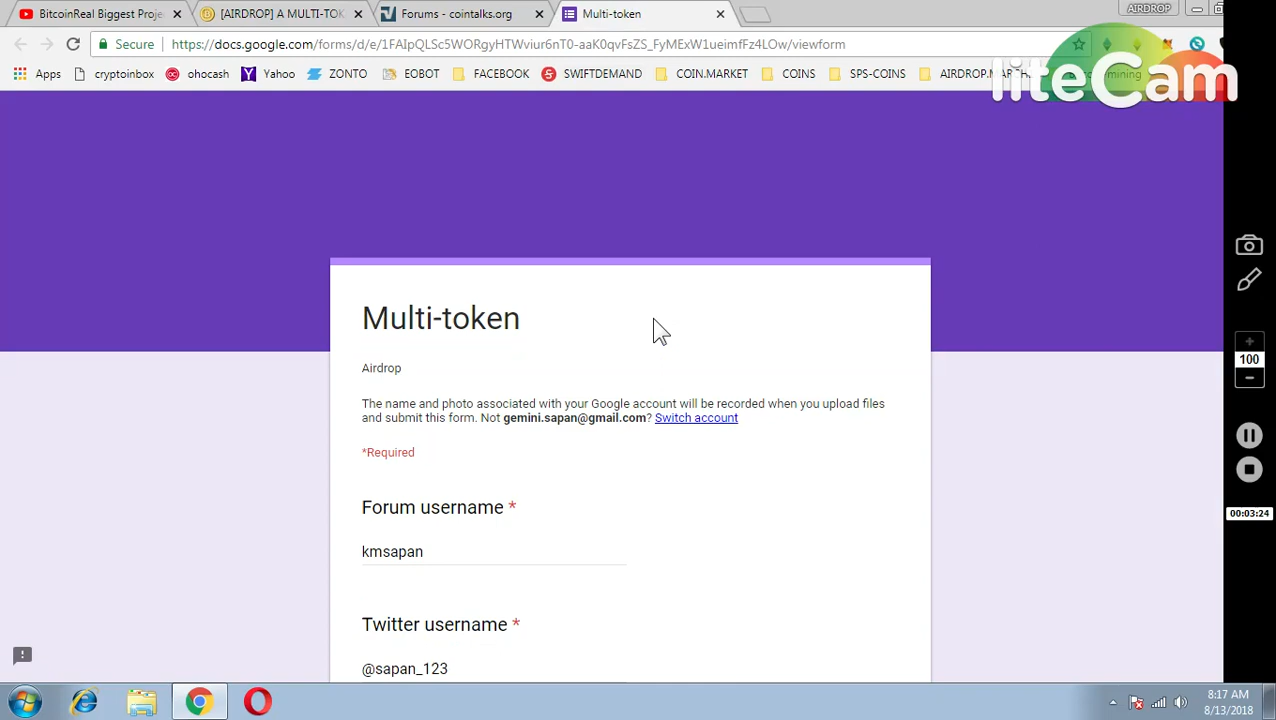 BitcoinReal Biggest Proje
[AIRDROP] A MULTI-TOK
Forums - cointalks.org
Multi-token
AIRDROP
Secure
https://docs.google.com/forms/d/e/1FAIpQLSc5WORgyHTWriur6nT0-aaK0qvFsZS_FyMExW1ueimfFz4LOw/viewform
Apps
cryptoinbox
ohocash
Yahoo
ZONTO
EOBOT
FACEBOOK
SWIFTDEMAND
COIN.MARKET
COINS
SPS-COINS
mining
liteCam
Multi-token
Airdrop
The name and photo associated with your Google account will be recorded when you upload files
and submit this form. Not gemini.sapan@gmail.com? Switch account
*Required
Forum username *
kmsapan
Twitter username *
@sapan_123
100
00:03:24
8:17 AM
8/13/2018